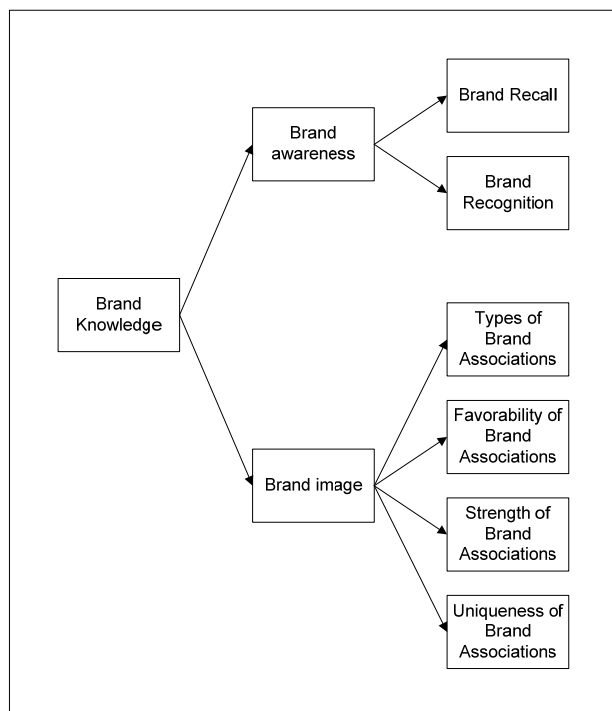 Brand Recall
Brand
awareness
Brand
Recognition
Brand
Knowledge
Types of
Brand
Associations
Favorability of
Brand
Associations
Brand image
Strength of
Brand
Associations
Uniqueness of
Brand
Associations